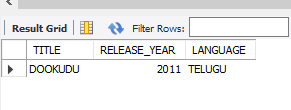 Result Grid Filter Rows:
TITLE RELEASE_YEAR LANGUAGE
DOOKUDU 2011 TELUGU